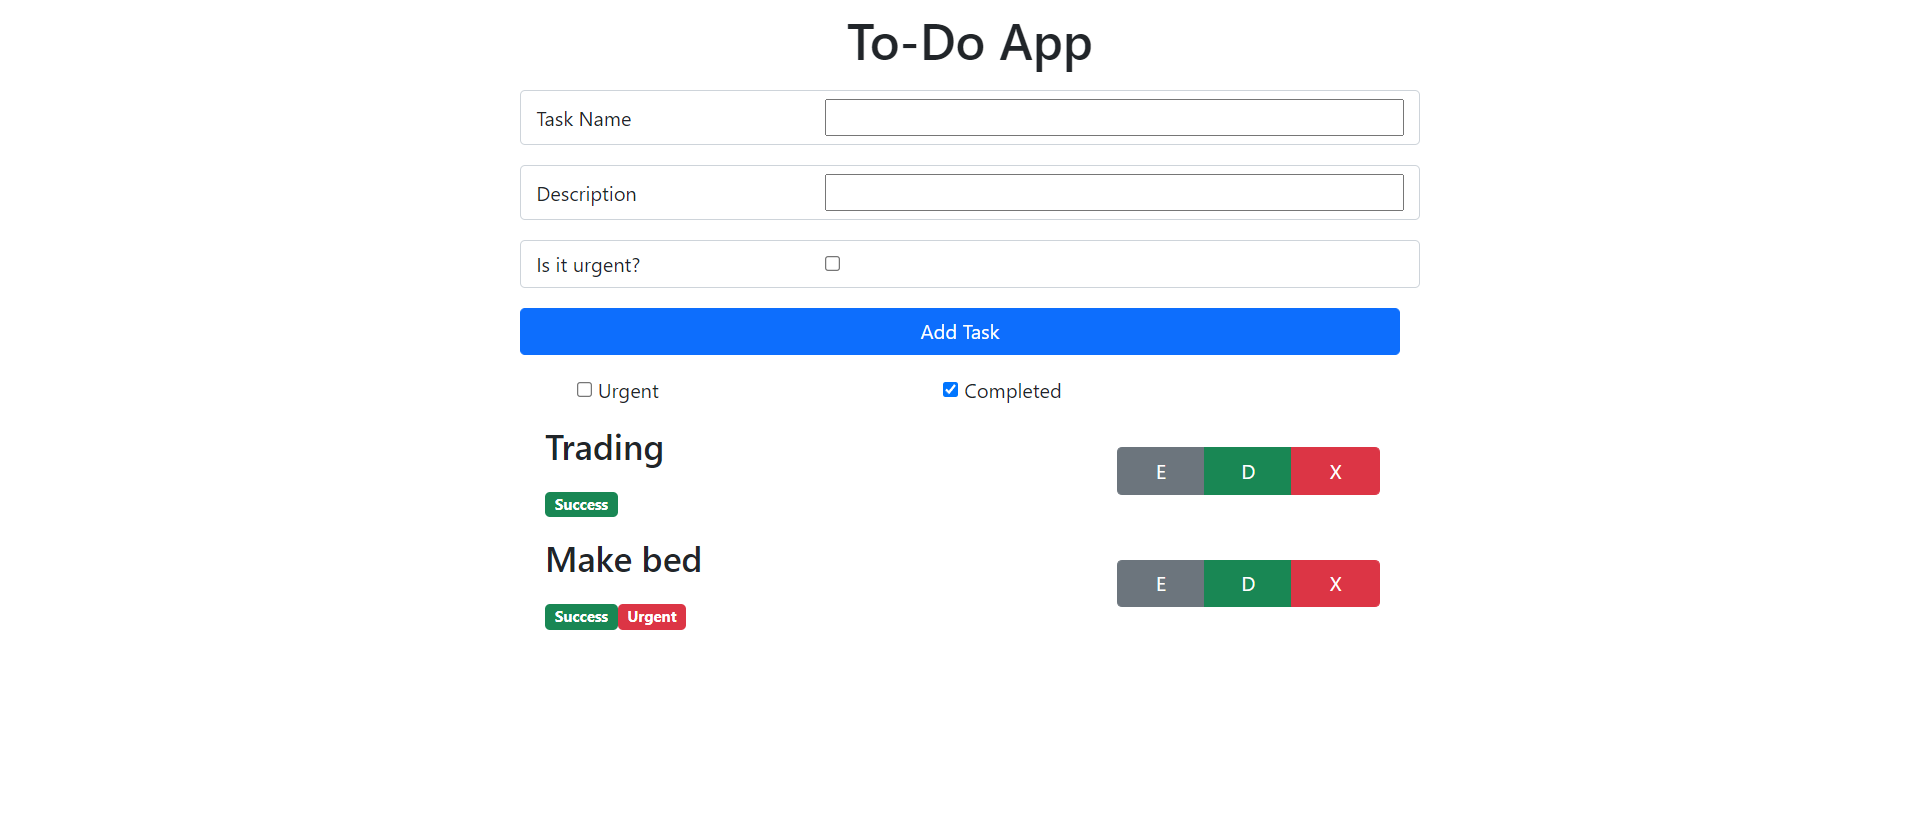 To-Do App
Task Name
Description
Is it urgent?
Add Task
Urgent Completed
Trading
E D X
Success
Make bed
E D X
Success Urgent